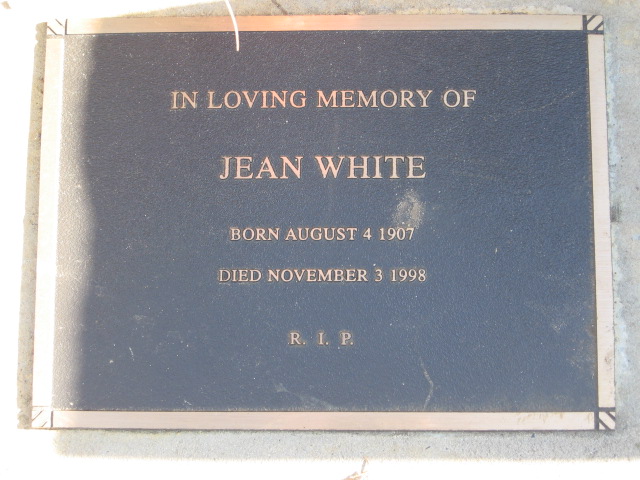 IN LOVING MEMORY OF
JEAN WHITE
BORN AUGUST 4 1907
DIED NOVEMBER 3 1998
R. I. P.